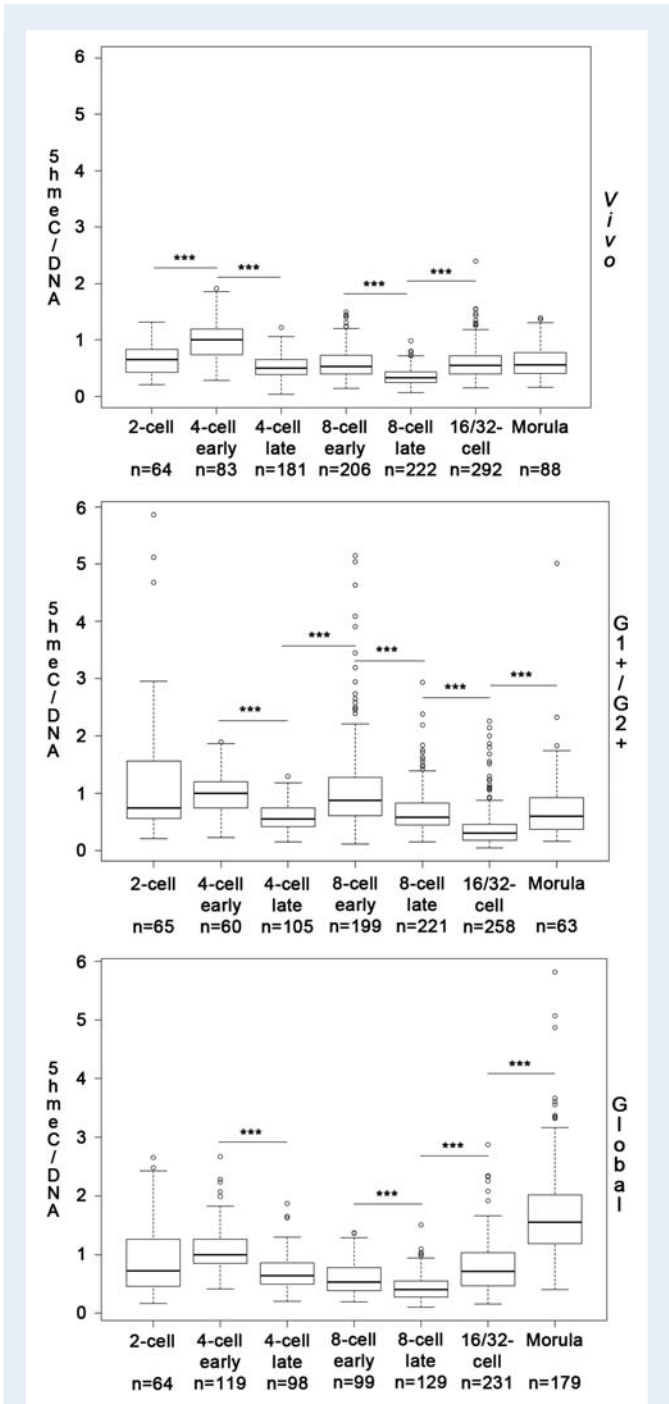 6
5
4
3
2
1
0
5hmeC/DNA
Vivo
*** *** *** ***
2-cell 4-cell 4-cell 8-cell 8-cell 16/32- Morula
early late early late cell
n=64 n=83 n=181 n=206 n=222 n=292 n=88
6
5
4
3
2
1
0
5hmeC/DNA
G1+/G2+
*** *** *** *** ***
2-cell 4-cell 4-cell 8-cell 8-cell 16/32- Morula
early late early late cell
n=65 n=60 n=105 n=199 n=221 n=258 n=63
6
5
4
3
2
1
0
5hmeC/DNA
Global
*** *** *** ***
2-cell 4-cell 4-cell 8-cell 8-cell 16/32- Morula
early late early late cell
n=64 n=119 n=98 n=99 n=129 n=231 n=179